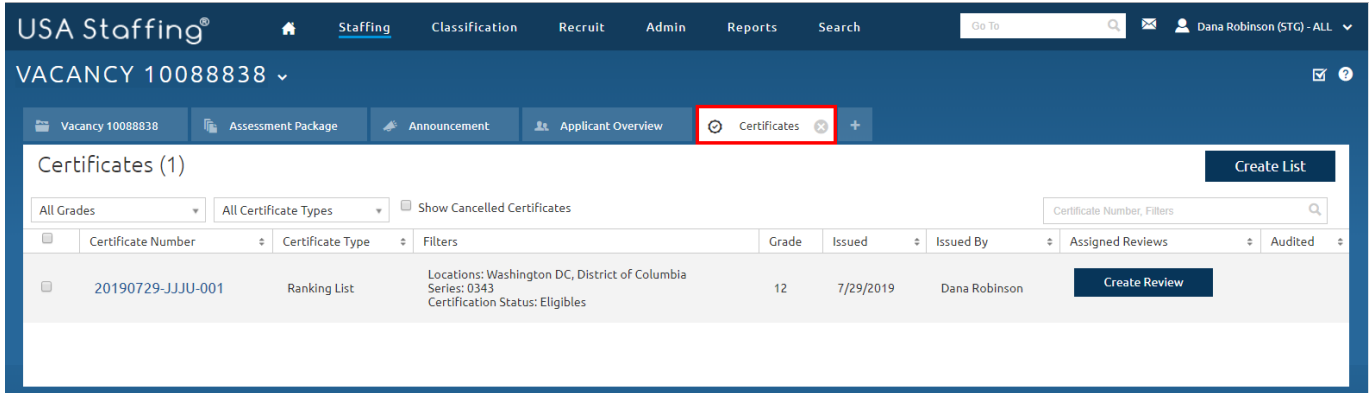 USA Staffing® Staffing Classification Recruit Admin Reports Search Go To Dana Robinson (STG) - ALL
VACANCY 10088838
Vacancy 10088838 Assessment Package Announcement Applicant Overview Certificates +
Certificates (1) Create List
All Grades All Certificate Types Show Cancelled Certificates Certificate Number, Filters
Certificate Number Certificate Type Filters Grade Issued Issued By Assigned Reviews Audited
Locations: Washington DC, District of Columbia
20190729-JJJU-001 Ranking List Series: 0343 12 7/29/2019 Dana Robinson Create Review
Certification Status: Eligibles